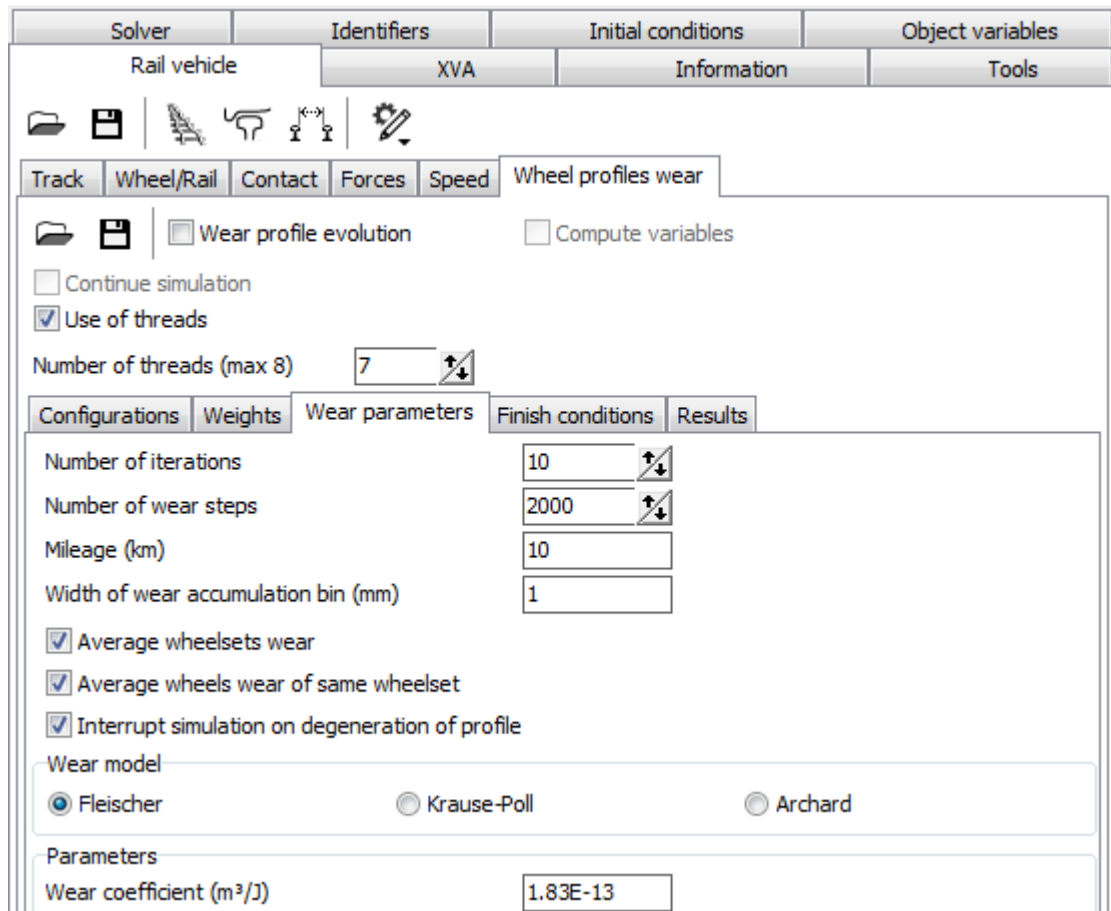 Solver Identifiers Initial conditions Object variables
Rail vehicle XVA Information Tools
Track Wheel/Rail Contact Forces Speed Wheel profiles wear
Wear profile evolution Compute variables
Continue simulation
Use of threads
Number of threads (max 8) 7
Configurations Weights Wear parameters Finish conditions Results
Number of iterations 10
Number of wear steps 2000
Mileage (km) 10
Width of wear accumulation bin (mm) 1
Average wheelsets wear
Average wheels wear of same wheelset
Interrupt simulation on degeneration of profile
Wear model
Fleischer Krause-Poll Archard
Parameters
Wear coefficient (m³/J) 1.83E-13